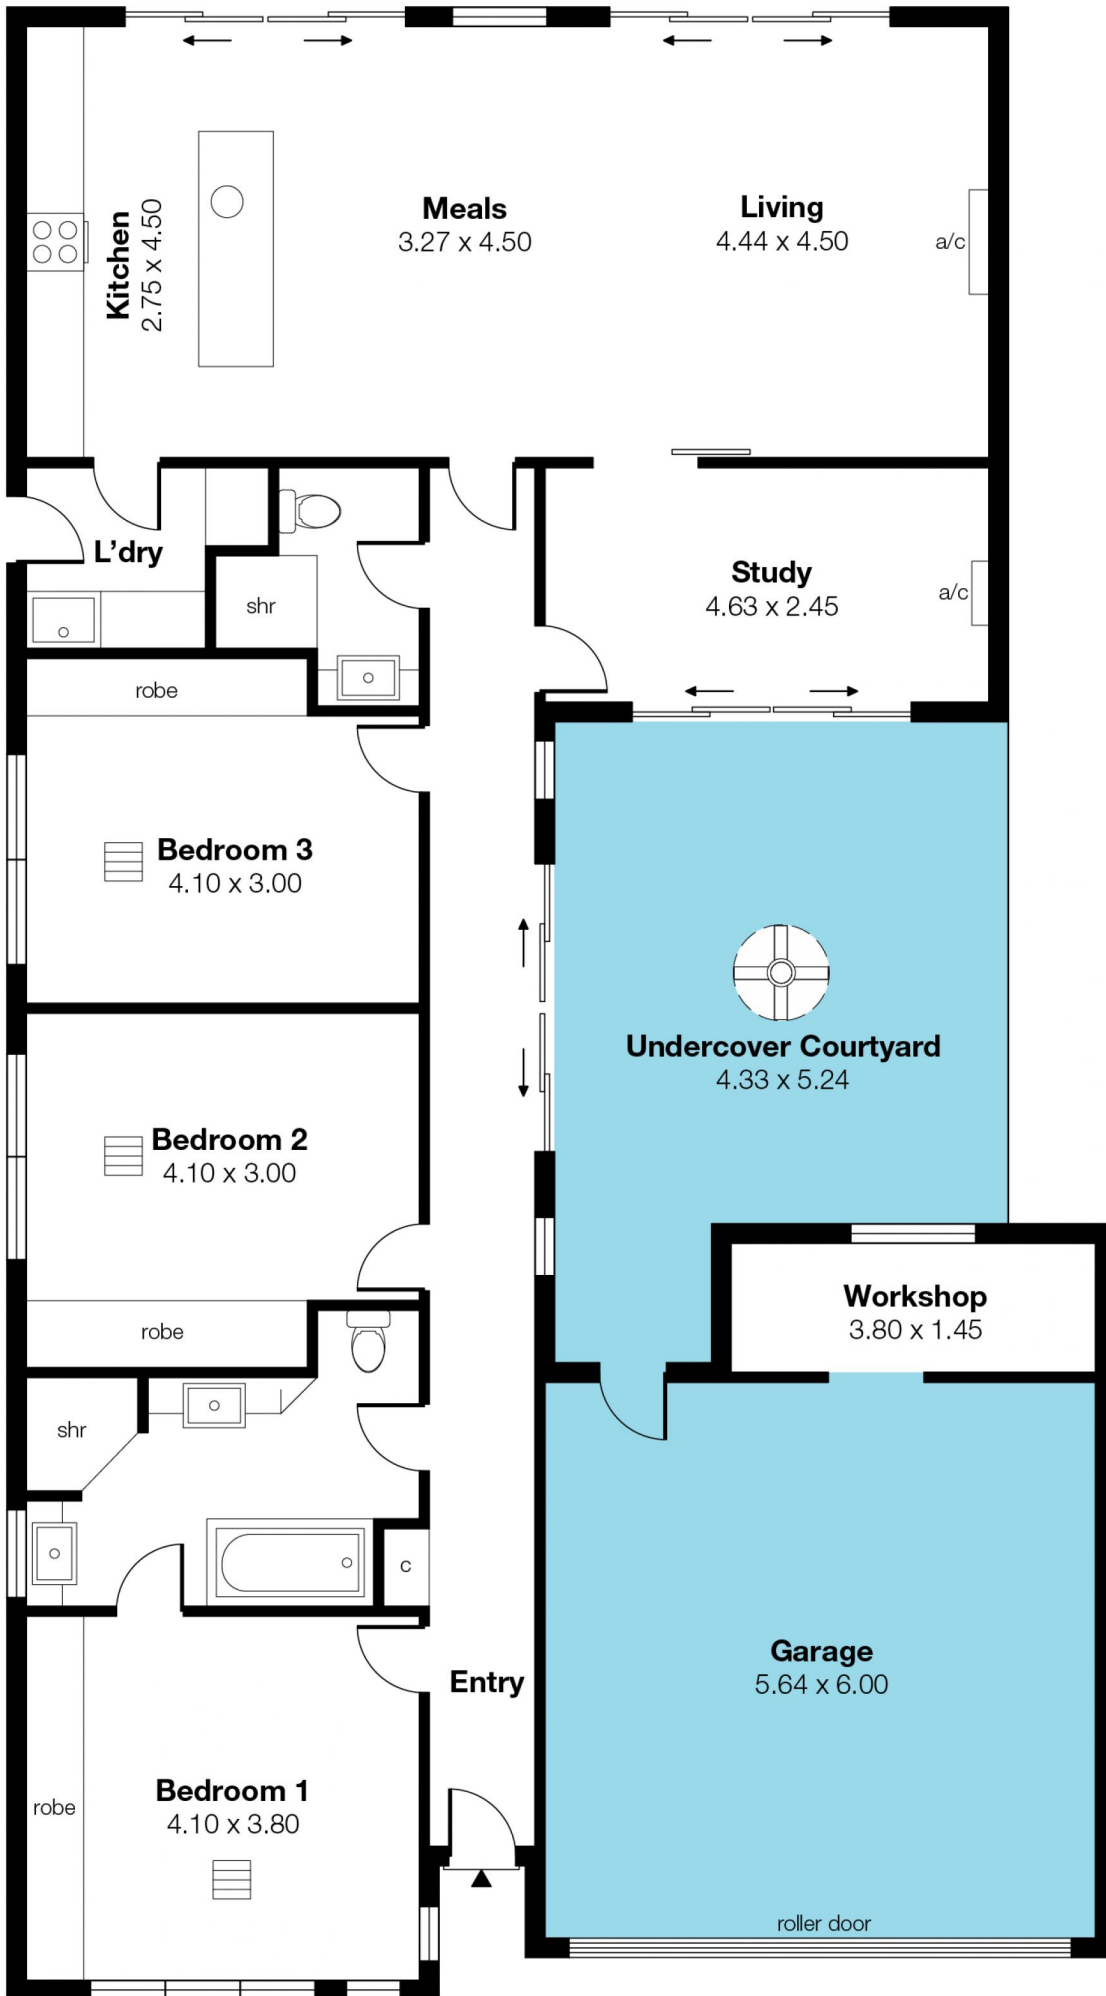 Kitchen
2.75 x 4.50
Meals
3.27 x 4.50
Living
4.44 x 4.50
a/c
L'dry
shr
Study
4.63 x 2.45
a/c
robe
Bedroom 3
4.10 x 3.00
Undercover Courtyard
4.33 x 5.24
Bedroom 2
4.10 x 3.00
robe
Workshop
3.80 x 1.45
shr
c
Entry
Garage
5.64 x 6.00
robe
Bedroom 1
4.10 x 3.80
roller door